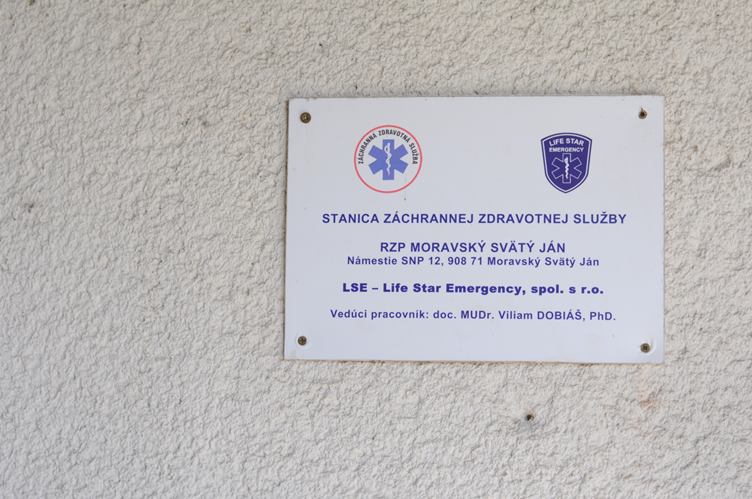 ZÁCHRANNÁ ZDRAVOTNÁ SLUŽBA
LIFE STAR
EMERGENCY
STANICA ZÁCHRANNEJ ZDRAVOTNEJ SLUŽBY
RZP MORAVSKÝ SVÄTÝ JÁN
Námestie SNP 12, 908 71 Moravský Svätý Ján
LSE – Life Star Emergency, spol. s r.o.
Vedúci pracovník: doc. MUDr. Viliam DOBIÁŠ, PhD.